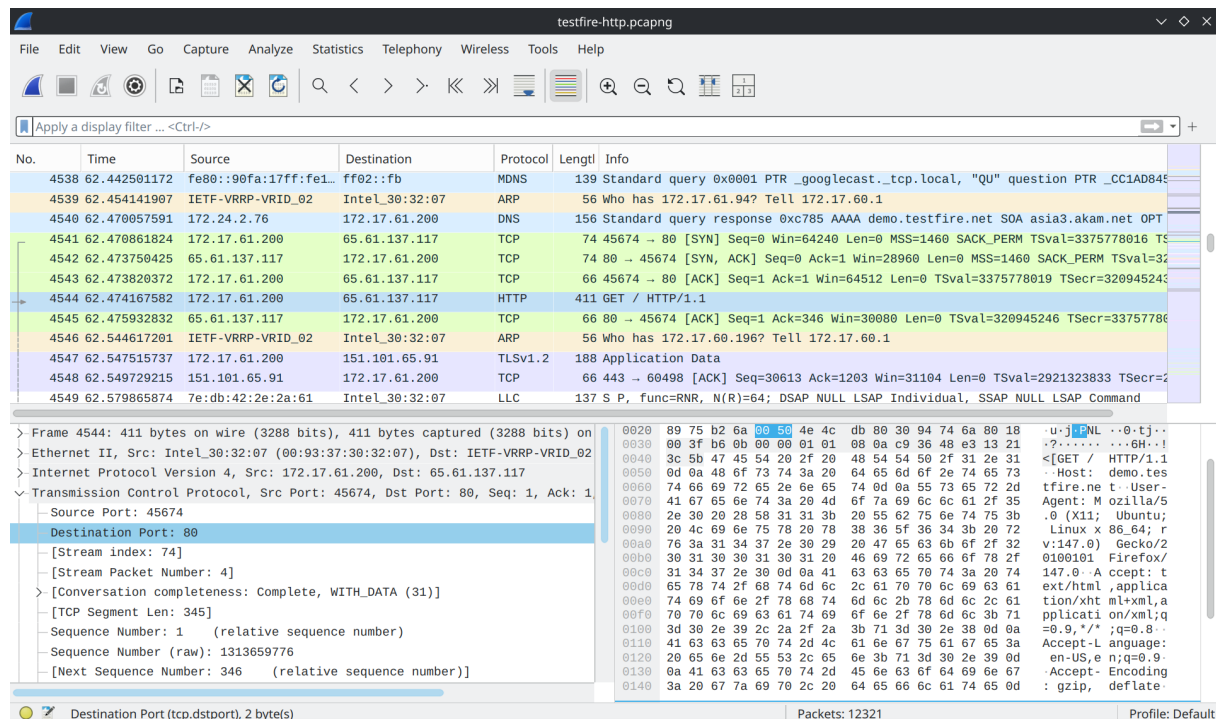 testfire-http.pcapng
File Edit View Go Capture Analyze Statistics Telephony Wireless Tools Help
Apply a display filter ... <Ctrl-/>
No. Time Source Destination Protocol Lengtl Info
4538 62.442501172 fe80::90fa:17ff:fe1… ff02::fb MDNS 139 Standard query 0x0001 PTR _googlecast._tcp.local, "QU" question PTR _CC1AD845
4539 62.454141907 IETF-VRRP-VRID_02 Intel_30:32:07 ARP 56 Who has 172.17.61.94? Tell 172.17.60.1
4540 62.470057591 172.24.2.76 172.17.61.200 DNS 156 Standard query response 0xc785 AAAA demo.testfire.net SOA asia3.akam.net OPT
4541 62.470861824 172.17.61.200 65.61.137.117 TCP 74 45674 → 80 [SYN] Seq=0 Win=64240 Len=0 MSS=1460 SACK_PERM TSval=3375778016 TS
4542 62.473750425 65.61.137.117 172.17.61.200 TCP 74 80 → 45674 [SYN, ACK] Seq=0 Ack=1 Win=28960 Len=0 MSS=1460 SACK_PERM TSval=32
4543 62.473820372 172.17.61.200 65.61.137.117 TCP 66 45674 → 80 [ACK] Seq=1 Ack=1 Win=64512 Len=0 TSval=3375778019 TSecr=320945243
4544 62.474167582 172.17.61.200 65.61.137.117 HTTP 411 GET / HTTP/1.1
4545 62.475932832 65.61.137.117 172.17.61.200 TCP 66 80 → 45674 [ACK] Seq=1 Ack=346 Win=30080 Len=0 TSval=320945246 TSecr=33757780
4546 62.544617201 IETF-VRRP-VRID_02 Intel_30:32:07 ARP 56 Who has 172.17.60.196? Tell 172.17.60.1
4547 62.547515737 172.17.61.200 151.101.65.91 TLSv1.2 188 Application Data
4548 62.549729215 151.101.65.91 172.17.61.200 TCP 66 443 → 60498 [ACK] Seq=30613 Ack=1203 Win=31104 Len=0 TSval=2921323833 TSecr=2
4549 62.579865874 7e:db:42:2e:2a:61 Intel_30:32:07 LLC 137 S P, func=RNR, N(R)=64; DSAP NULL LSAP Individual, SSAP NULL LSAP Command
Frame 4544: 411 bytes on wire (3288 bits), 411 bytes captured (3288 bits) on
Ethernet II, Src: Intel_30:32:07 (00:93:37:30:32:07), Dst: IETF-VRRP-VRID_02
Internet Protocol Version 4, Src: 172.17.61.200, Dst: 65.61.137.117
Transmission Control Protocol, Src Port: 45674, Dst Port: 80, Seq: 1, Ack: 1,
Source Port: 45674
Destination Port: 80
[Stream index: 74]
[Stream Packet Number: 4]
[Conversation completeness: Complete, WITH_DATA (31)]
[TCP Segment Len: 345]
Sequence Number: 1 (relative sequence number)
Sequence Number (raw): 1313659776
[Next Sequence Number: 346 (relative sequence number)]
0020 89 75 b2 6a 00 50 4e 4c db 80 30 94 74 6a 80 18 ·u·j·PNL ··0·tj··
0030 00 3f b6 0b 00 00 01 01 08 0a c9 36 48 e3 13 21 ·?······ ···6H··!
0040 3c 5b 47 45 54 20 2f 20 48 54 54 50 2f 31 2e 31 <[GET / HTTP/1.1
0050 0d 0a 48 6f 73 74 3a 20 64 65 6d 6f 2e 74 65 73 ··Host: demo.tes
0060 74 66 69 72 65 2e 6e 65 74 0d 0a 55 73 65 72 2d tfire.ne t··User-
0070 41 67 65 6e 74 3a 20 4d 6f 7a 69 6c 6c 61 2f 35 Agent: M ozilla/5
0080 2e 30 20 28 58 31 31 3b 20 55 62 75 6e 74 75 3b .0 (X11; Ubuntu;
0090 20 4c 69 6e 75 78 20 78 38 36 5f 36 34 3b 20 72 Linux x 86_64; r
00a0 76 3a 31 34 37 2e 30 29 20 47 65 63 6b 6f 2f 32 v:147.0) Gecko/2
00b0 30 31 30 30 31 30 31 20 46 69 72 65 66 6f 78 2f 0100101 Firefox/
00c0 31 34 37 2e 30 0d 0a 41 63 63 65 70 74 3a 20 74 147.0··A ccept: t
00d0 65 78 74 2f 68 74 6d 6c 2c 61 70 70 6c 69 63 61 ext/html ,applica
00e0 74 69 6f 6e 2f 78 68 74 6d 6c 2b 78 6d 6c 2c 61 tion/xht ml+xml,a
00f0 70 70 6c 69 63 61 74 69 6f 6e 2f 78 6d 6c 3b 71 pplicati on/xml;q
0100 3d 30 2e 39 2c 2a 2f 2a 3b 71 3d 30 2e 38 0d 0a =0.9,*/* ;q=0.8··
0110 41 63 63 65 70 74 2d 4c 61 6e 67 75 61 67 65 3a Accept-L anguage:
0120 20 65 6e 2d 55 53 2c 65 6e 3b 71 3d 30 2e 39 0d en-US,e n;q=0.9·
0130 0a 41 63 63 65 70 74 2d 45 6e 63 6f 64 69 6e 67 ·Accept- Encoding
0140 3a 20 67 7a 69 70 2c 20 64 65 66 6c 61 74 65 0d : gzip, deflate·
Destination Port (tcp.dstport), 2 byte(s) Packets: 12321 Profile: Default